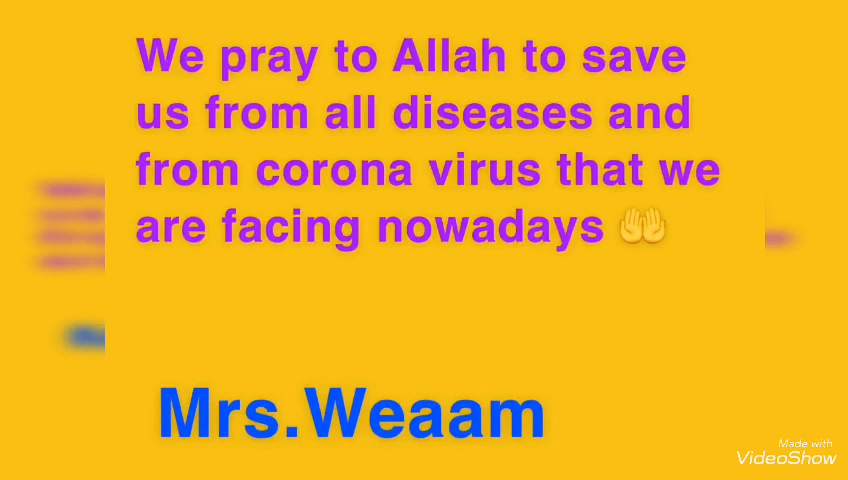 We pray to Allah to save
us from all diseases and
from corona virus that we
are facing nowadays 🤲
Mrs.Weaam
Made with
VideoShow